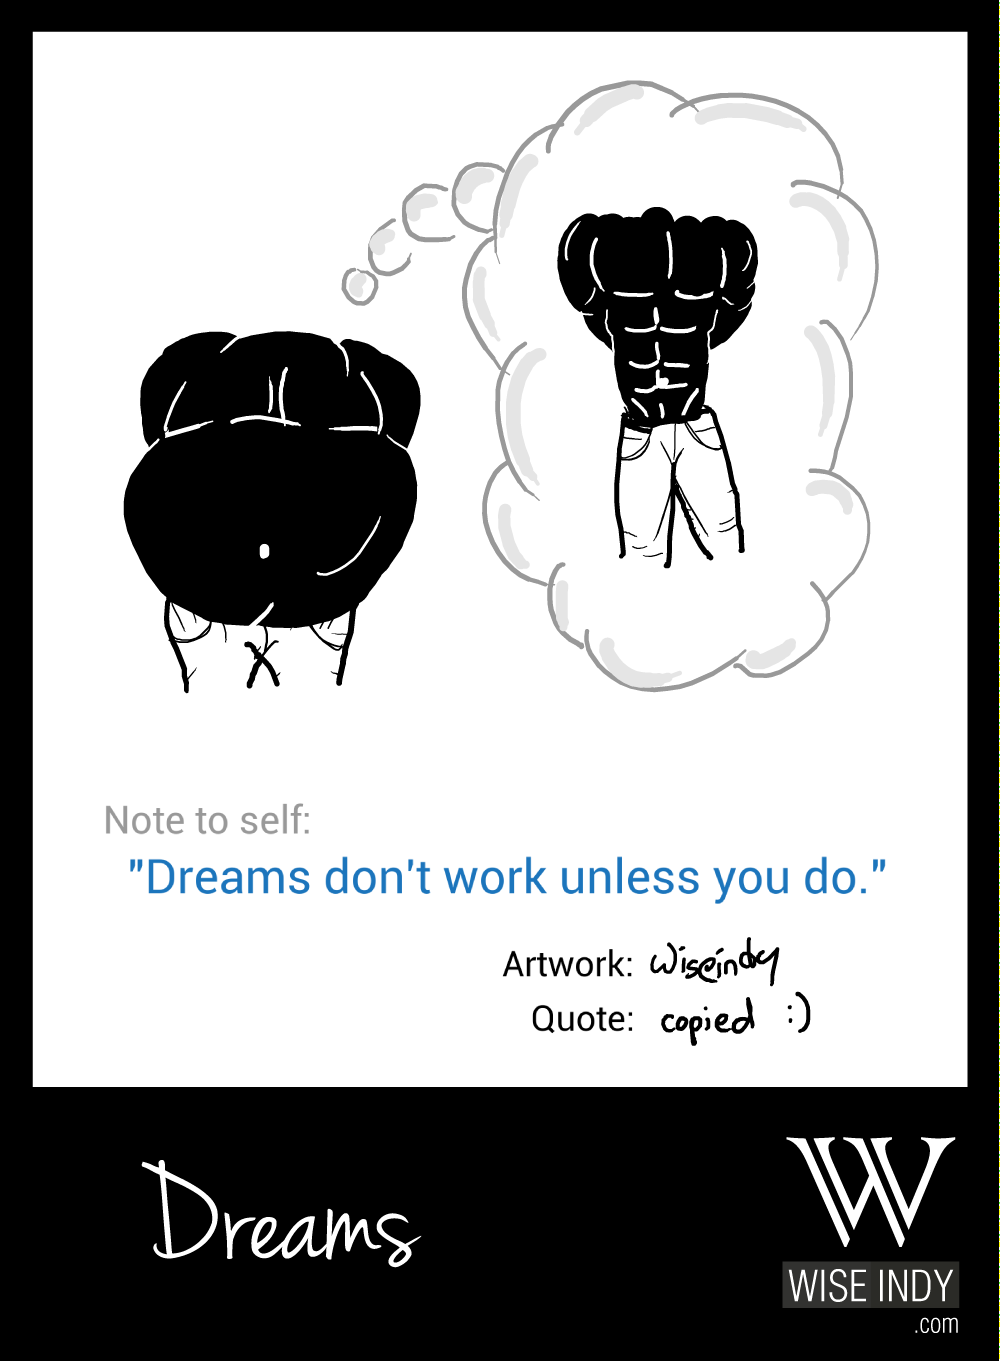 Note to self:
"Dreams don't work unless you do."
Artwork: wiseindy
Quote: copied :)
Dreams
W
WISE INDY
.com